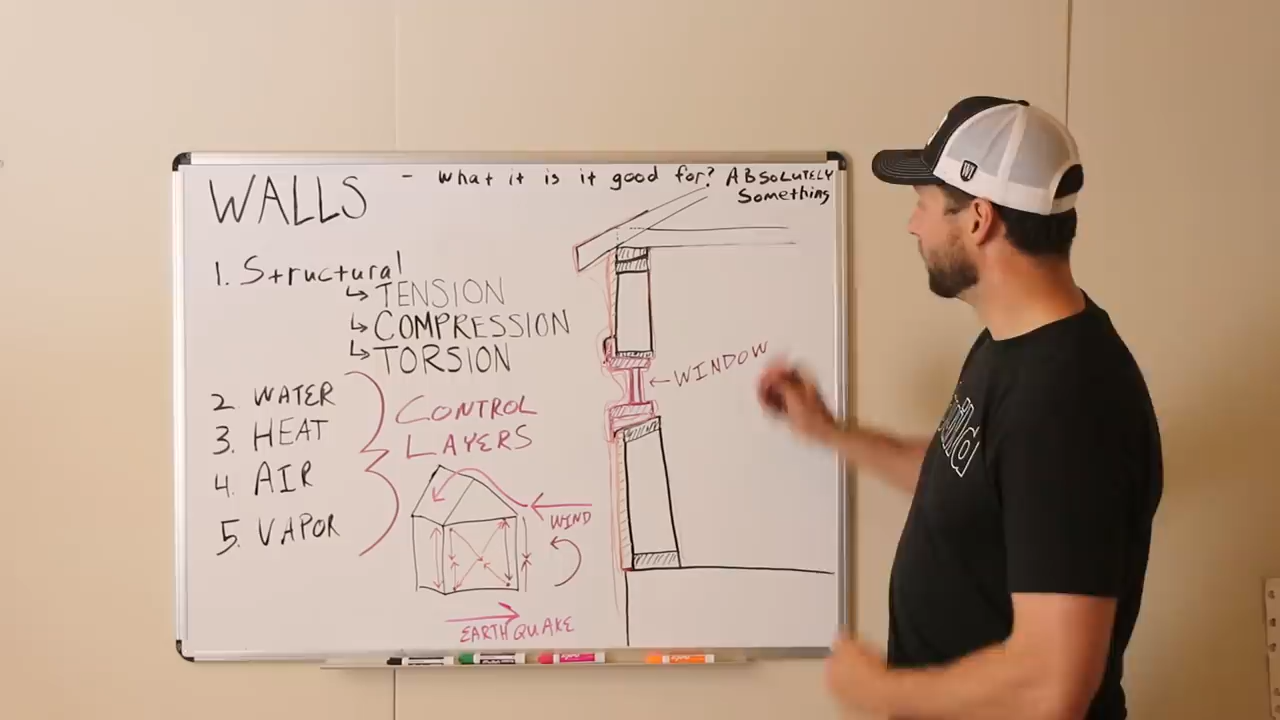 WALLS - What it is it good for? ABSOLUTELY
Something
1. Structural
↳ TENSION
↳ COMPRESSION
↳ TORSION
2. WATER
3. HEAT
4. AIR
5. VAPOR
CONTROL
LAYERS
WIND
EARTHQUAKE
← WINDOW